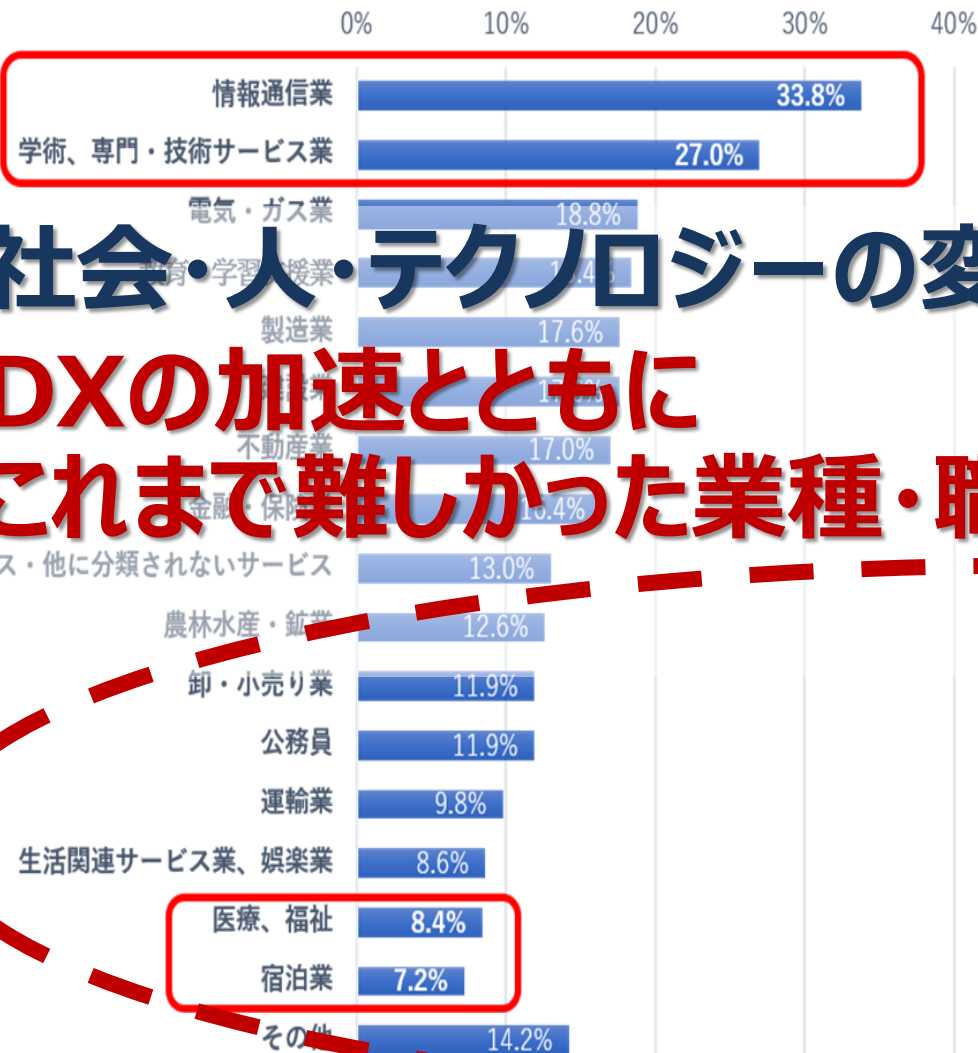 0% 10% 20% 30% 40%
情報通信業 33.8%
学術、専門・技術サービス業 27.0%
電気・ガス業 18.8%
社会・人・テクノロジーの変
製造業 17.6%
DXの加速とともに
不動産業 17.0%
これまで難しかった業種・職
ス・他に分類されないサービス 13.0%
農林水産・鉱業 12.6%
卸・小売り業 11.9%
公務員 11.9%
運輸業 9.8%
生活関連サービス業、娯楽業 8.6%
医療、福祉 8.4%
宿泊業 7.2%
その他 14.2%